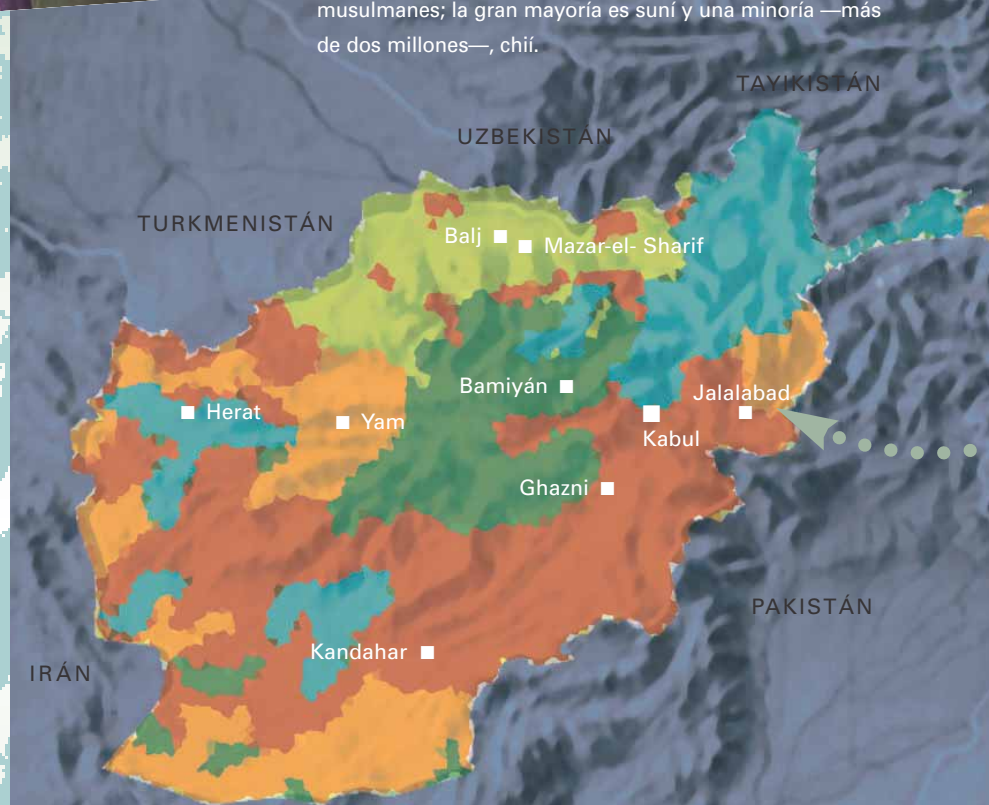 musulmanes; la gran mayoría es suní y una minoría —más
de dos millones—, chií.
TAYIKISTÁN
UZBEKISTÁN
TURKMENISTÁN
Balj
Mazar-el- Sharif
Bamiyán
Jalalabad
Herat
Yam
Kabul
Ghazni
PAKISTÁN
Kandahar
IRÁN